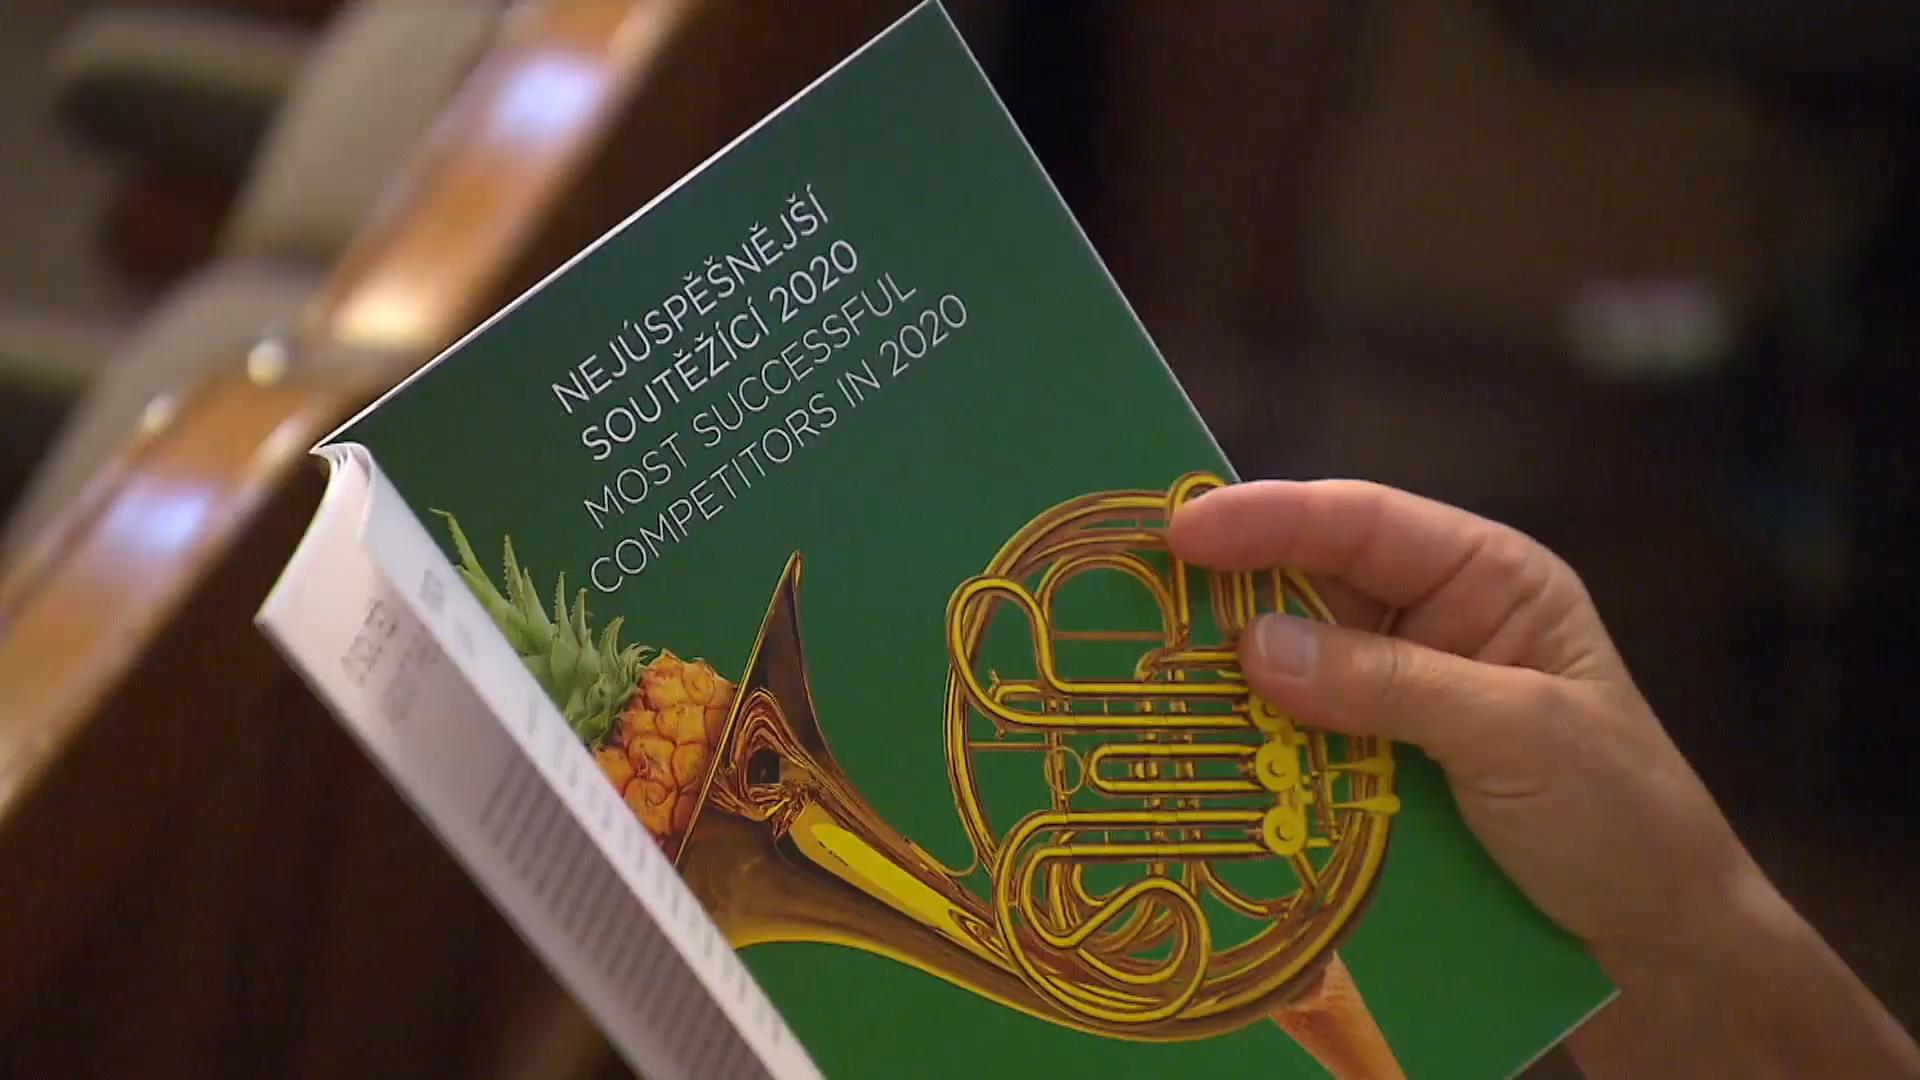 NEJÚSPĚŠNĚJŠÍ
SOUTĚŽÍCÍ 2020
MOST SUCCESSFUL
COMPETITORS IN 2020